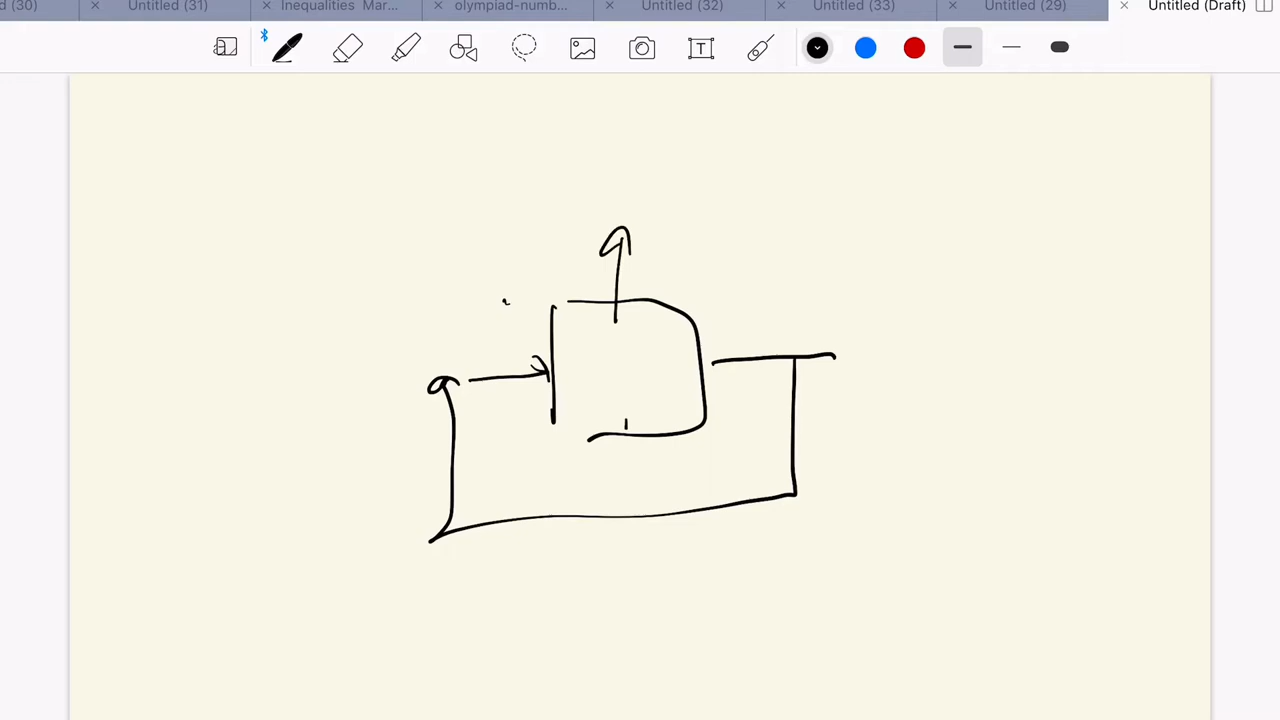 d (30)
Untitled (31)
Inequalities Mar...
olympiad-numb...
Untitled (32)
Untitled (33)
Untitled (29)
Untitled (Draft)
T